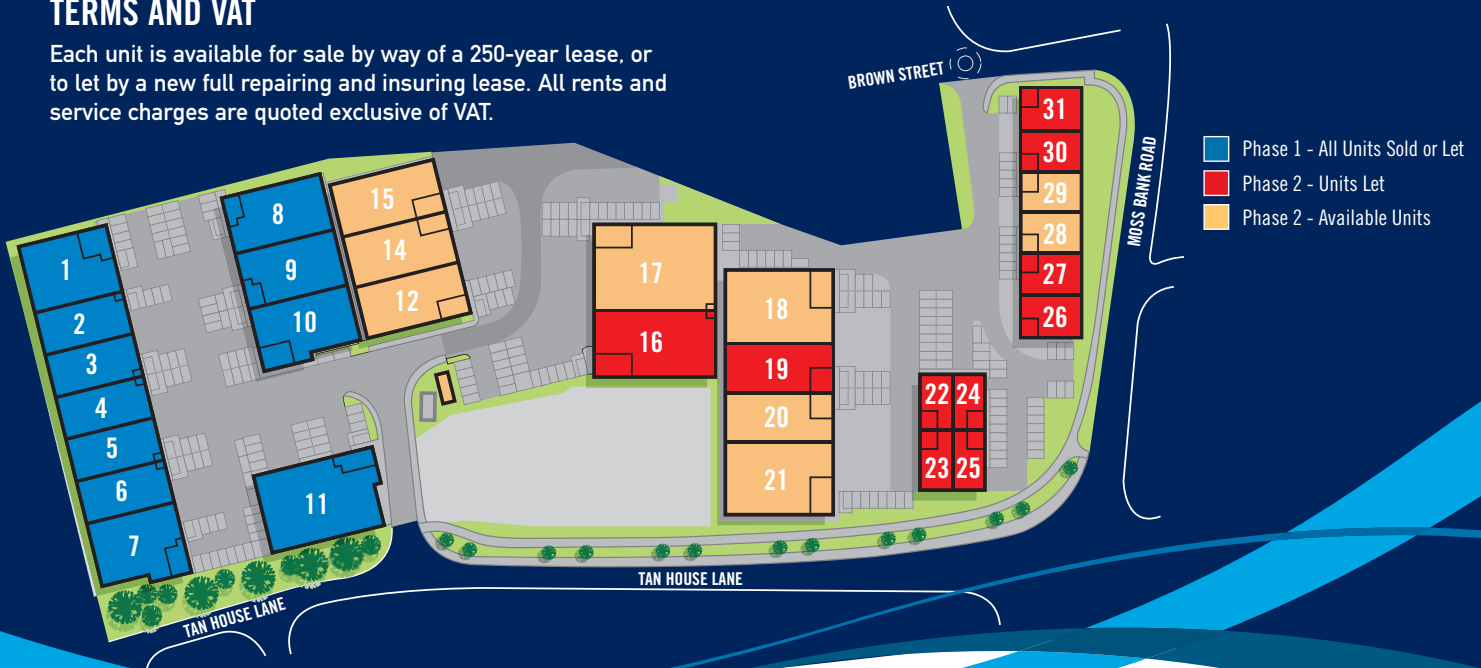 TERMS AND VAT
Each unit is available for sale by way of a 250-year lease, or
to let by a new full repairing and insuring lease. All rents and
service charges are quoted exclusive of VAT.
BROWN STREET
MOSS BANK ROAD
Phase 1 - All Units Sold or Let
Phase 2 - Units Let
Phase 2 - Available Units
1
2
3
4
5
6
7
8
9
10
11
15
14
12
17
16
18
19
20
21
22 24
23 25
31
30
29
28
27
26
TAN HOUSE LANE
TAN HOUSE LANE